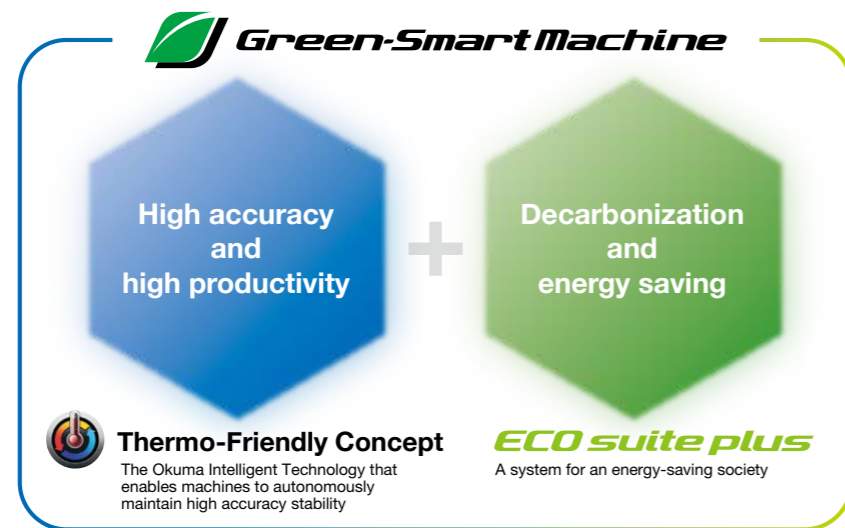 Green-Smart Machine
High accuracy
and
high productivity
+
Decarbonization
and
energy saving
Thermo-Friendly Concept
The Okuma Intelligent Technology that
enables machines to autonomously
maintain high accuracy stability
ECO suite plus
A system for an energy-saving society